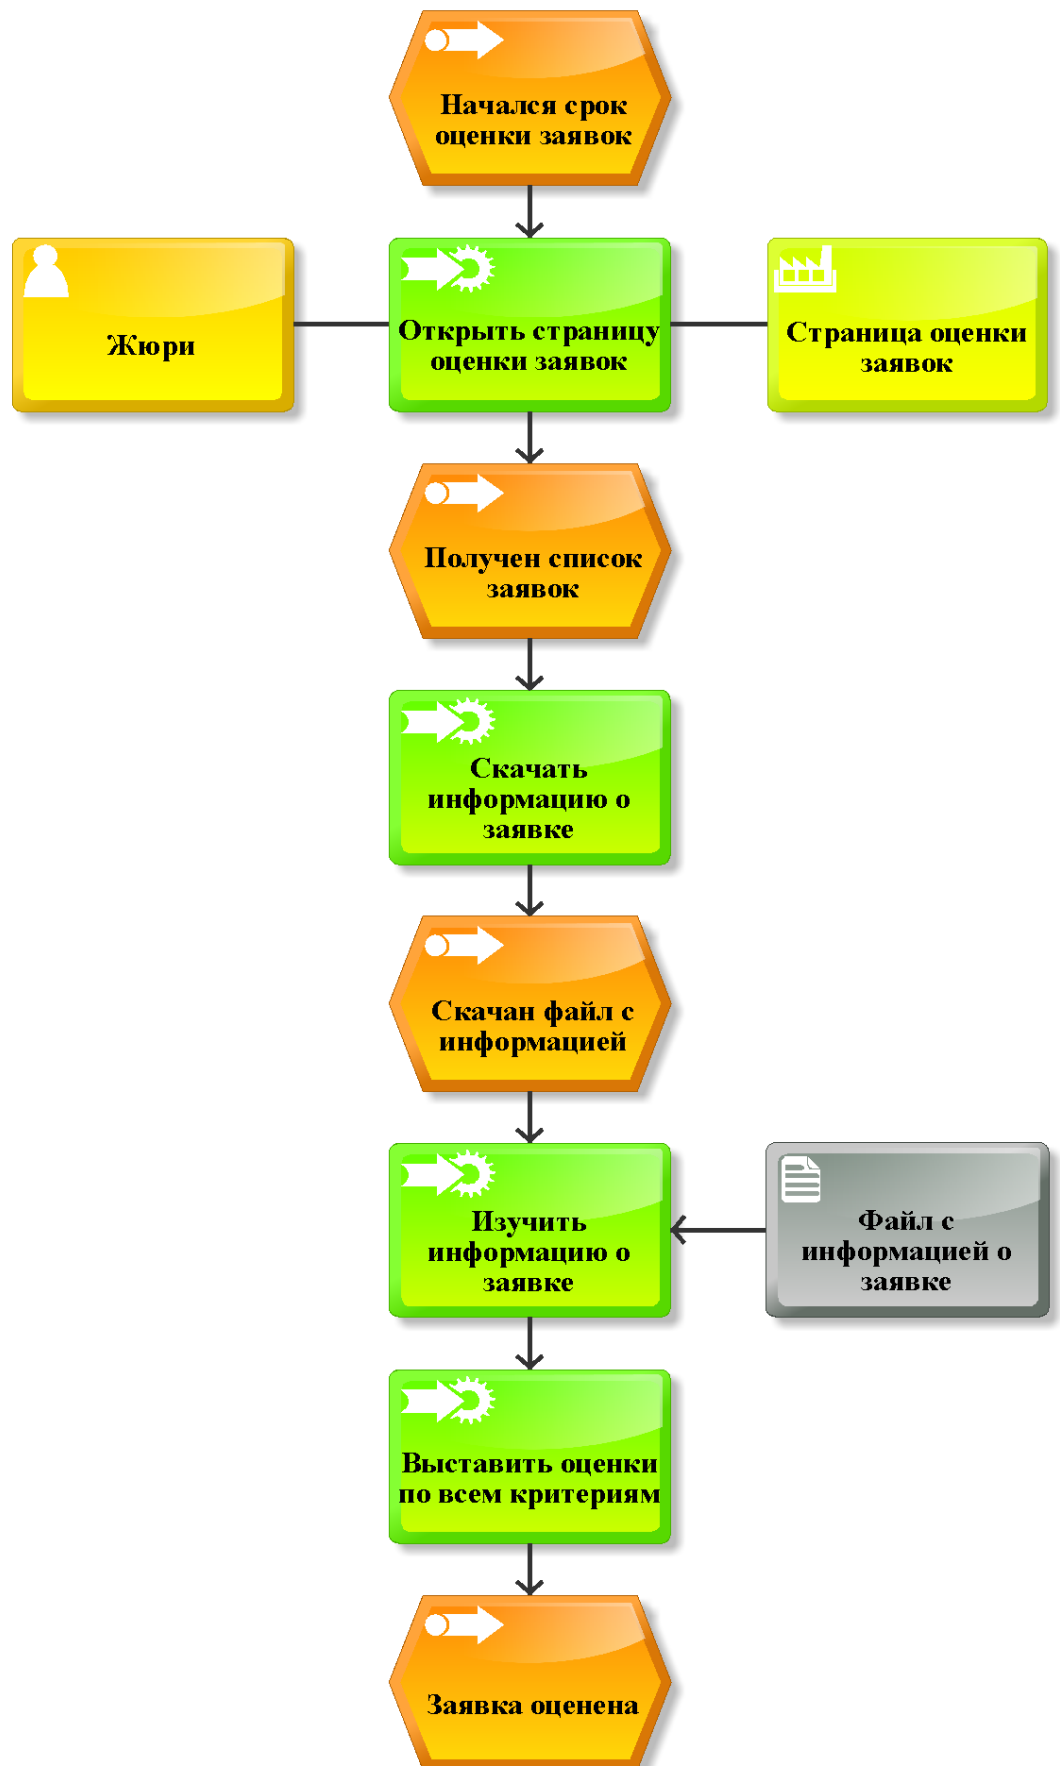 Начался срок
оценки заявок
Жюри
Открыть страницу
оценки заявок
Страница оценки
заявок
Получен список
заявок
Скачать
информацию о
заявке
Скачан файл с
информацией
Изучить
информацию о
заявке
Файл с
информацией о
заявке
Выставить оценки
по всем критериям
Заявка оценена